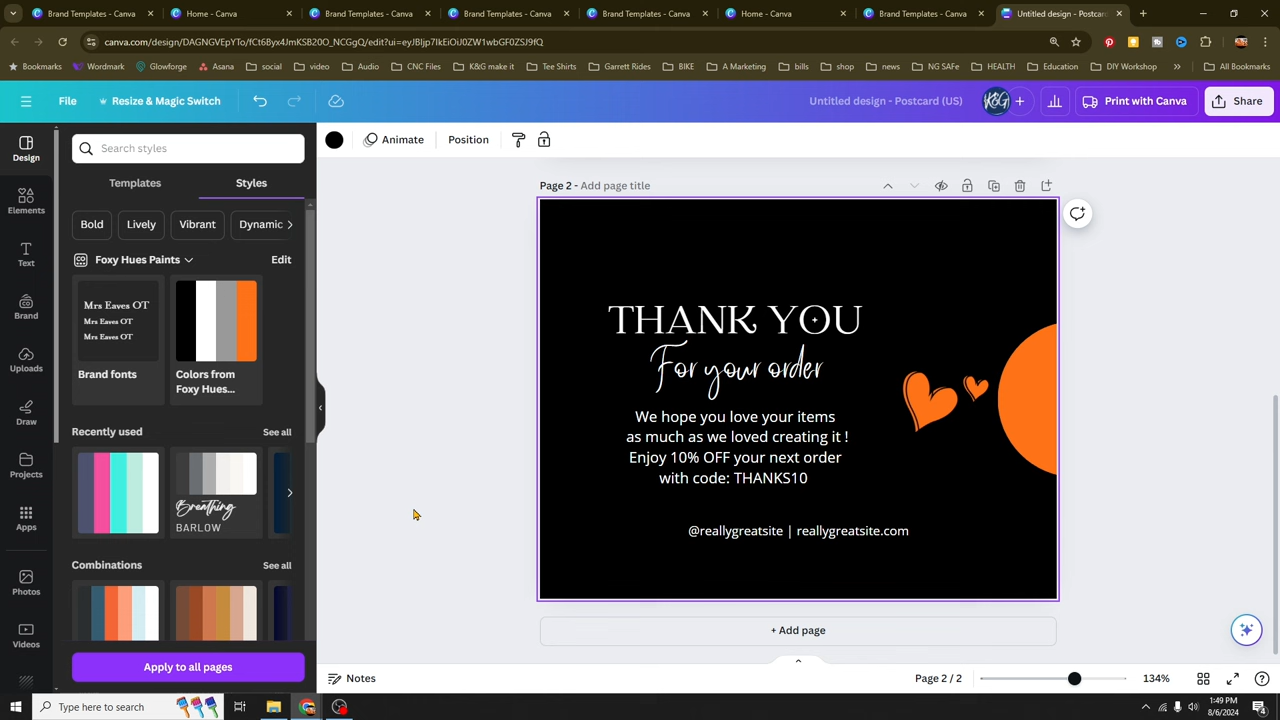 Brand Templates - Canva
Home - Canva
Brand Templates - Canva
Brand Templates - Canva
Brand Templates - Canva
Home - Canva
Brand Templates - Canva
Untitled design - Postcard
canva.com/design/DAGNGVEpYTo/fCt6Byx4JmKSB20O_NCGgQ/edit?ui=eyJBIjp7IkEiOiJ0ZW1wbGF0ZSJ9fQ
Bookmarks
Wordmark
Glowforge
Asana
social
video
Audio
CNC Files
K&G make it
Tee Shirts
Garrett Rides
BIKE
A Marketing
bills
shop
news
NG SAFe
HEALTH
Education
DIY Workshop
All Bookmarks
File
Resize & Magic Switch
Untitled design - Postcard (US)
K&G
Print with Canva
Share
Design
Elements
Text
Brand
Uploads
Draw
Projects
Apps
Photos
Videos
Search styles
Templates
Styles
Bold
Lively
Vibrant
Dynamic
Foxy Hues Paints
Edit
Mrs Eaves OT
Mrs Eaves OT
Mrs Eaves OT
Brand fonts
Colors from
Foxy Hues...
Recently used
See all
Breathing
BARLOW
Combinations
See all
Apply to all pages
Animate
Position
Page 2 - Add page title
THANK YOU
For your order
We hope you love your items
as much as we loved creating it !
Enjoy 10% OFF your next order
with code: THANKS10
@reallygreatsite | reallygreatsite.com
+ Add page
Notes
Page 2 / 2
134%
Type here to search
1:49 PM
8/6/2024
4